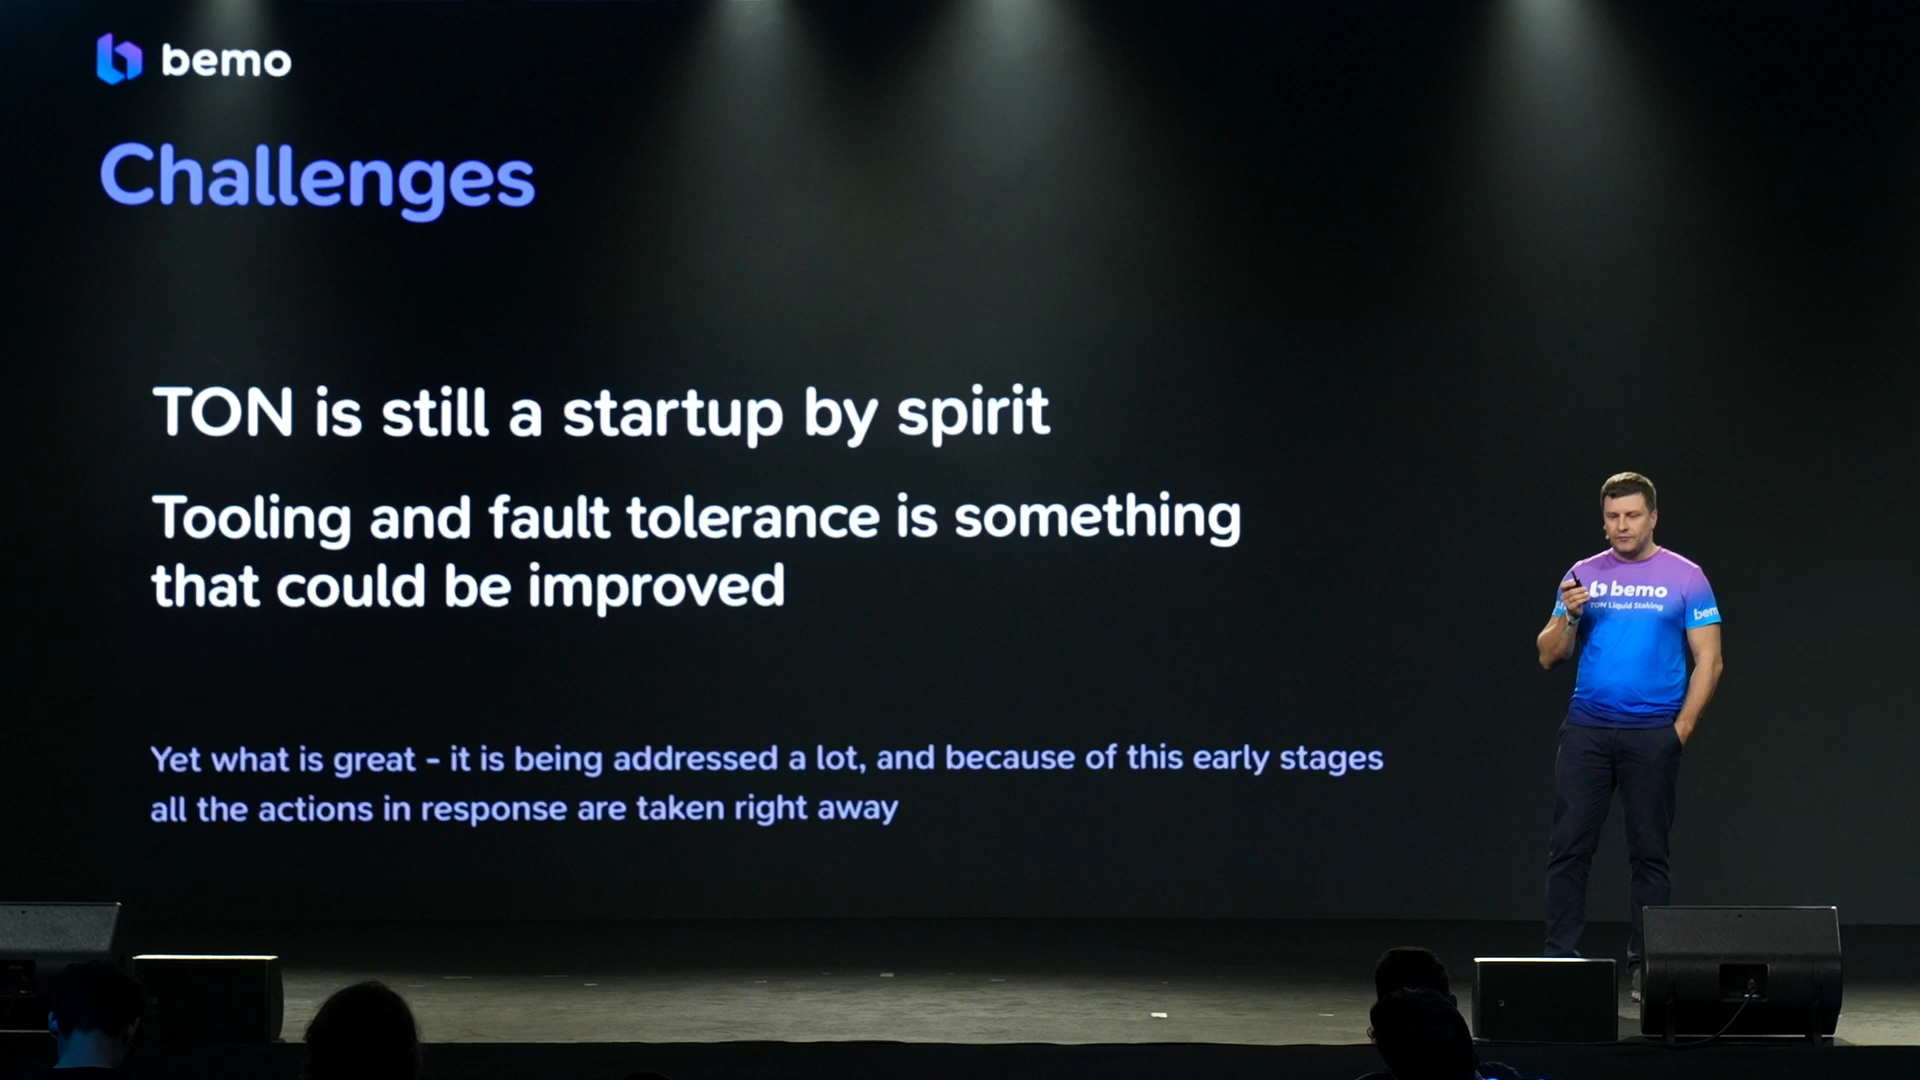 bemo
Challenges
TON is still a startup by spirit
Tooling and fault tolerance is something
that could be improved
Yet what is great - it is being addressed a lot, and because of this early stages
all the actions in response are taken right away
bemo
TON Liquid Staking
bem